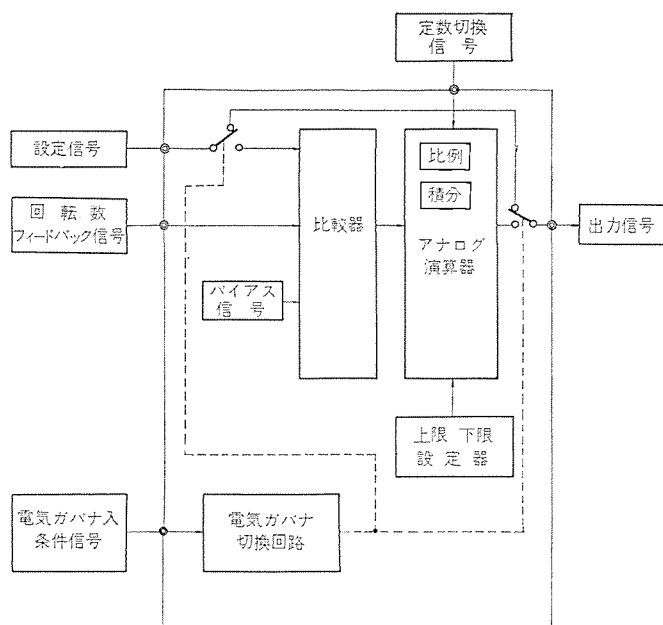 定数切換
信号
設定信号
回転数
フィードバック信号
比較器
バイアス
信号
比例
積分
アナログ
演算器
出力信号
上限 下限
設定器
電気ガバナ入
条件信号
電気ガバナ
切換回路